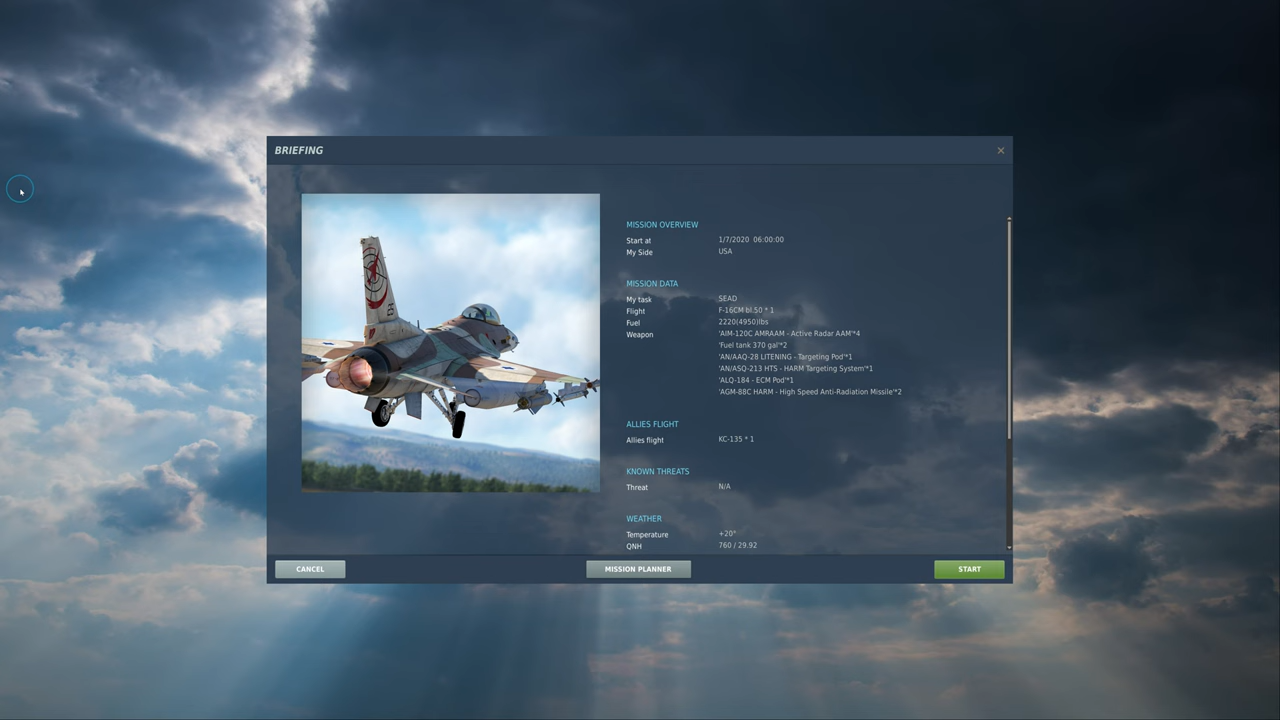 BRIEFING
MISSION OVERVIEW
Start at 1/7/2020 06:00:00
My Side USA
MISSION DATA
My task SEAD
Flight F-16CM bl.50 * 1
Fuel 2220(4950)lbs
Weapon 'AIM-120C AMRAAM - Active Radar AAM'*4
'Fuel tank 370 gal'*2
'AN/AAQ-28 LITENING - Targeting Pod'*1
'AN/ASQ-213 HTS - HARM Targeting System'*1
'ALQ-184 - ECM Pod'*1
'AGM-88C HARM - High Speed Anti-Radiation Missile'*2
ALLIES FLIGHT
Allies flight KC-135 * 1
KNOWN THREATS
Threat N/A
WEATHER
Temperature +20°
QNH 760 / 29.92
CANCEL MISSION PLANNER START